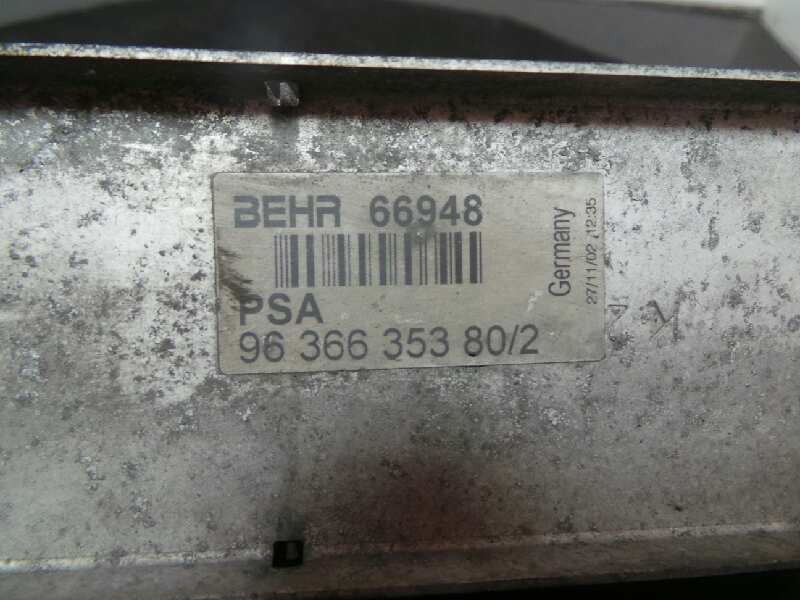 BEHR 66948
PSA
96 366 353 80/2
Germany
27/11/02 12:35